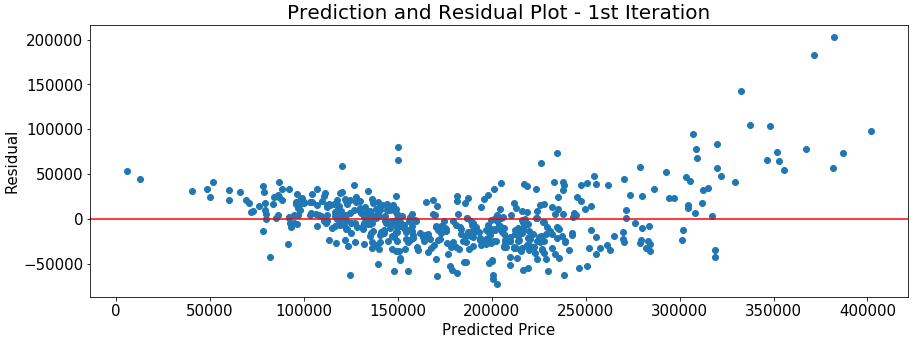 Prediction and Residual Plot - 1st Iteration
200000
150000
100000
50000
0
−50000
Residual
0 50000 100000 150000 200000 250000 300000 350000 400000
Predicted Price